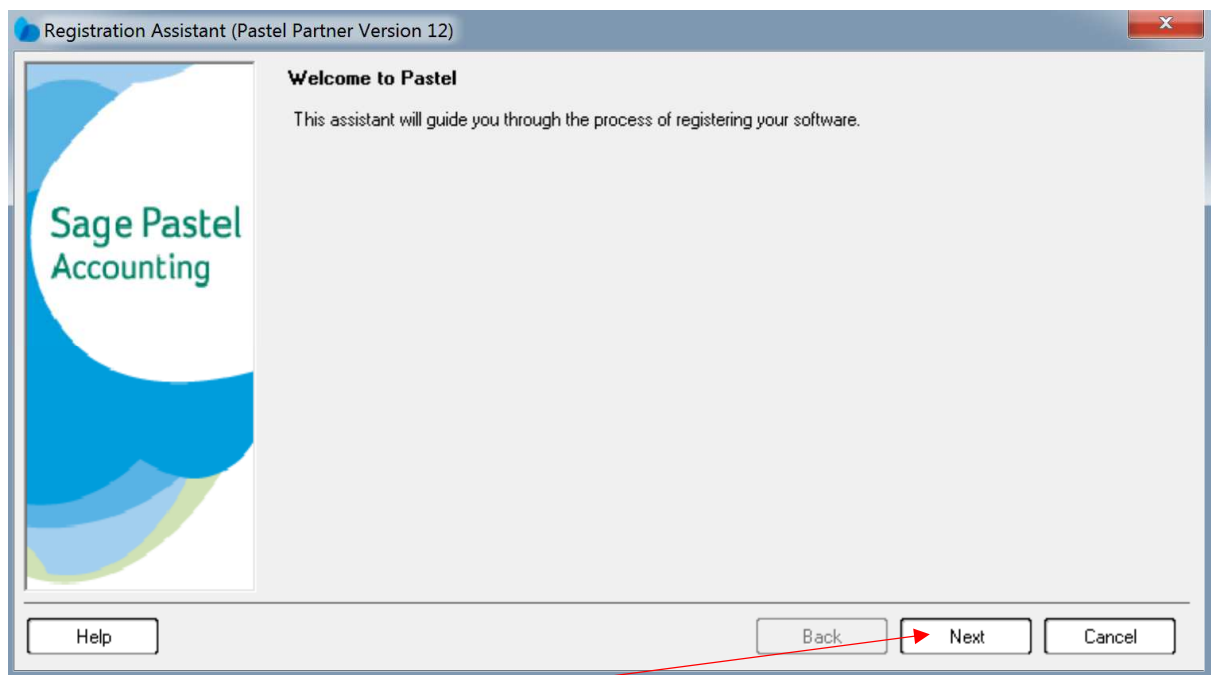 Registration Assistant (Pastel Partner Version 12)
Welcome to Pastel
This assistant will guide you through the process of registering your software.
Sage Pastel
Accounting
Help
Back
Next
Cancel